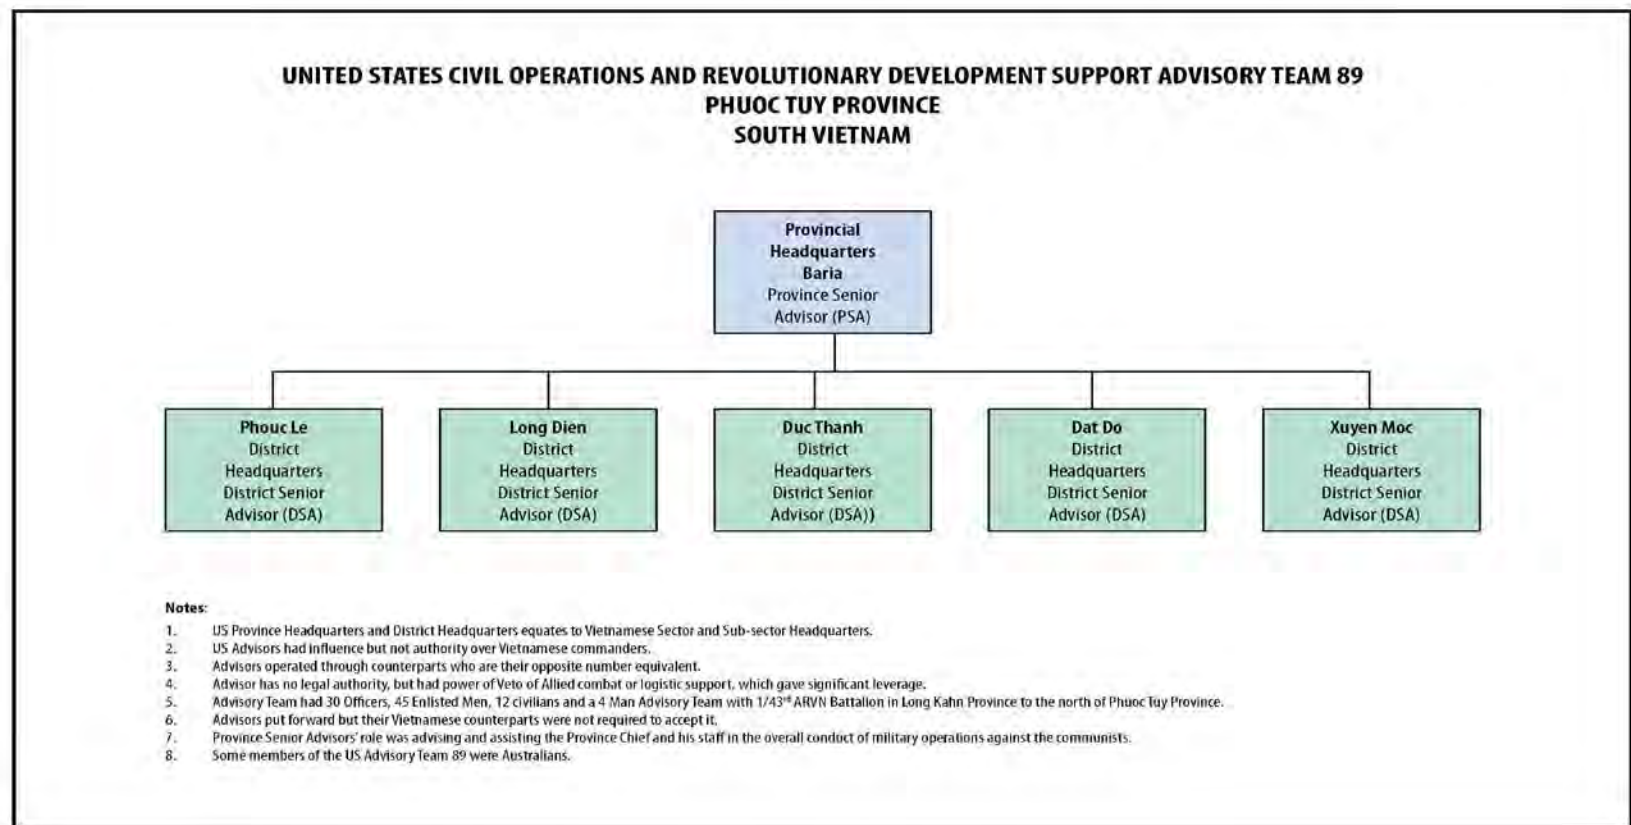 UNITED STATES CIVIL OPERATIONS AND REVOLUTIONARY DEVELOPMENT SUPPORT ADVISORY TEAM 89
PHUOC TUY PROVINCE
SOUTH VIETNAM
Provincial
Headquarters
Baria
Province Senior
Advisor (PSA)
Phouc Le
District
Headquarters
District Senior
Advisor (DSA)
Long Dien
District
Headquarters
District Senior
Advisor (DSA)
Duc Thanh
District
Headquarters
District Senior
Advisor (DSA))
Dat Do
District
Headquarters
District Senior
Advisor (DSA)
Xuyen Moc
District
Headquarters
District Senior
Advisor (DSA)
Notes:
1. US Province Headquarters and District Headquarters equates to Vietnamese Sector and Sub-sector Headquarters.
2. US Advisors had influence but not authority over Vietnamese commanders.
3. Advisors operated through counterparts who are their opposite number equivalent.
4. Advisor has no legal authority, but had power of Veto of Allied combat or logistic support, which gave significant leverage.
5. Advisory Team had 30 Officers, 45 Enlisted Men, 12 civilians and a 4 Man Advisory Team with 1/43rd ARVN Battalion in Long Kahn Province to the north of Phuoc Tuy Province.
6. Advisors put forward but their Vietnamese counterparts were not required to accept it.
7. Province Senior Advisors' role was advising and assisting the Province Chief and his staff in the overall conduct of military operations against the communists.
8. Some members of the US Advisory Team 89 were Australians.